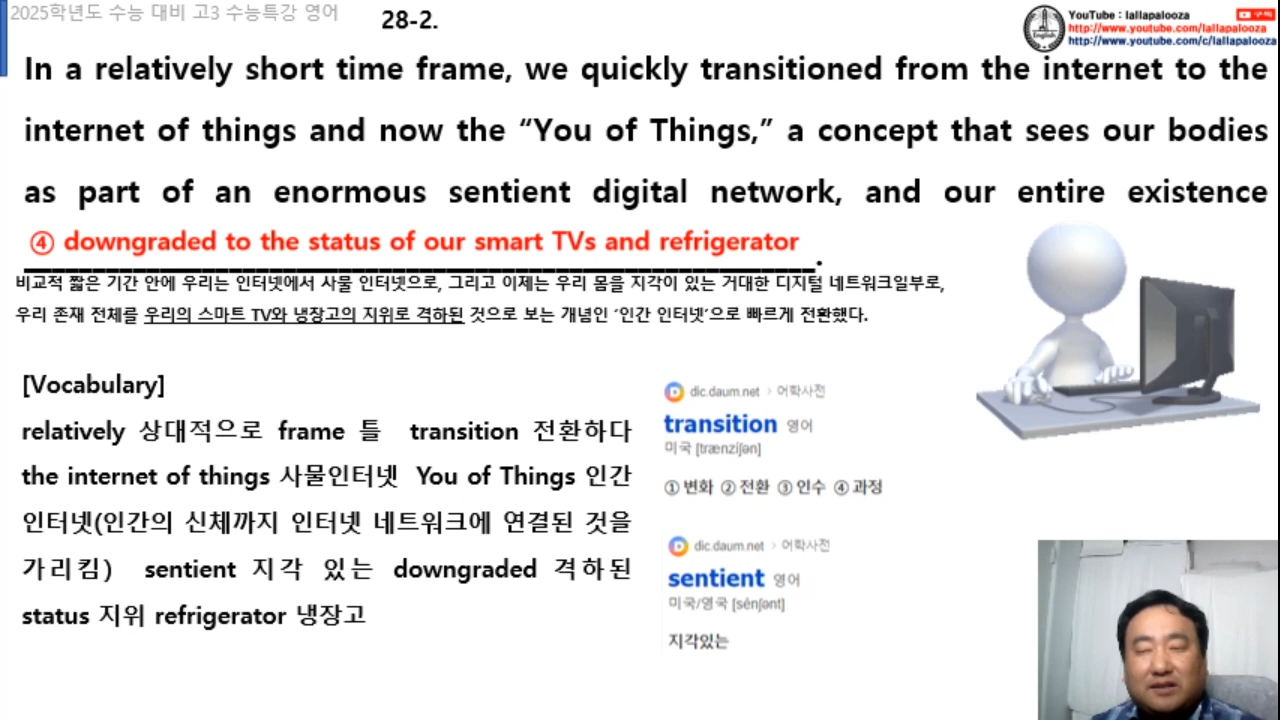 2025학년도 수능 대비 고3 수능특강 영어
28-2.
YouTube : lallapalooza
구독
http://www.youtube.com/lallapalooza
http://www.youtube.com/c/lallapalooza
English
In a relatively short time frame, we quickly transitioned from the internet to the
internet of things and now the “You of Things,” a concept that sees our bodies
as part of an enormous sentient digital network, and our entire existence
④ downgraded to the status of our smart TVs and refrigerator
.
비교적 짧은 기간 안에 우리는 인터넷에서 사물 인터넷으로, 그리고 이제는 우리 몸을 지각이 있는 거대한 디지털 네트워크일부로,
우리 존재 전체를 우리의 스마트 TV와 냉장고의 지위로 격하된 것으로 보는 개념인 ‘인간 인터넷’으로 빠르게 전환했다.
[Vocabulary]
relatively 상대적으로 frame 틀 transition 전환하다
the internet of things 사물인터넷 You of Things 인간
인터넷(인간의 신체까지 인터넷 네트워크에 연결된 것을
가리킴) sentient 지각 있는 downgraded 격하된
status 지위 refrigerator 냉장고
dic.daum.net › 어학사전
transition 영어
미국 [trænzíʃən]
① 변화 ② 전환 ③ 인수 ④ 과정
dic.daum.net › 어학사전
sentient 영어
미국/영국 [sénʃənt]
지각있는